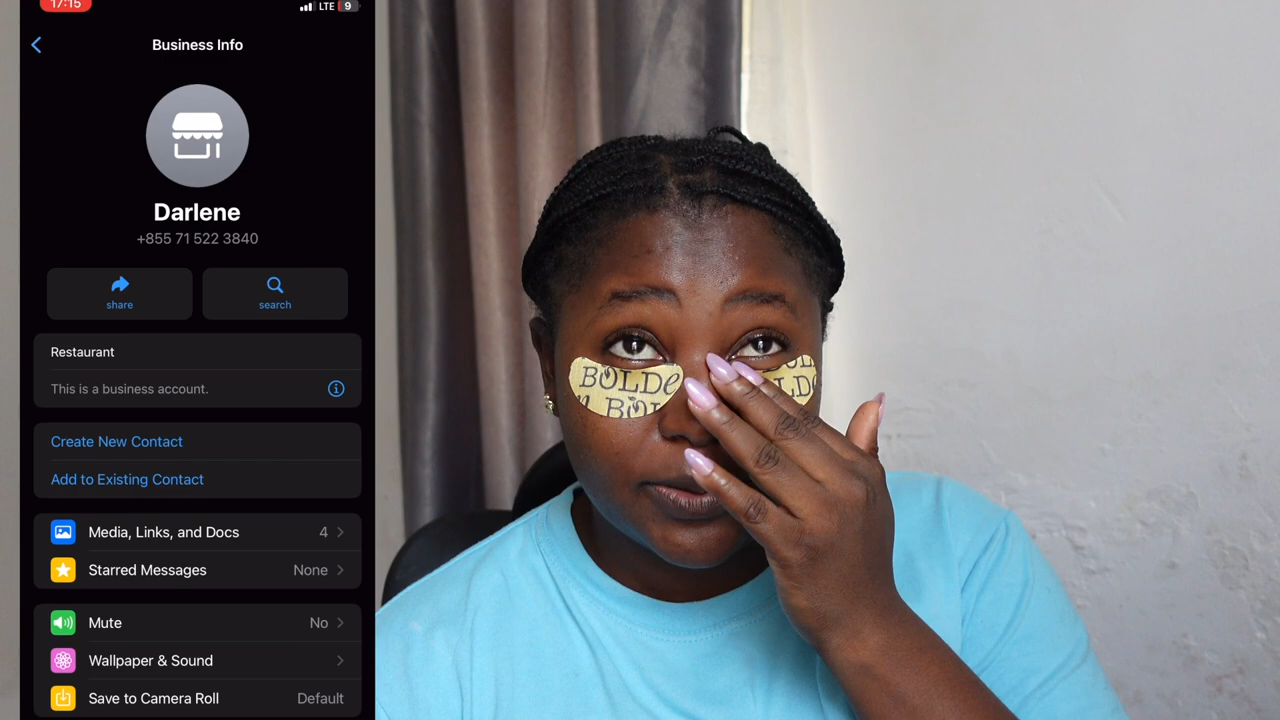 17:15
LTE 9
Business Info
Darlene
+855 71 522 3840
share
search
Restaurant
This is a business account.
Create New Contact
Add to Existing Contact
Media, Links, and Docs 4
Starred Messages None
Mute No
Wallpaper & Sound
Save to Camera Roll Default
BOLDE
BOL